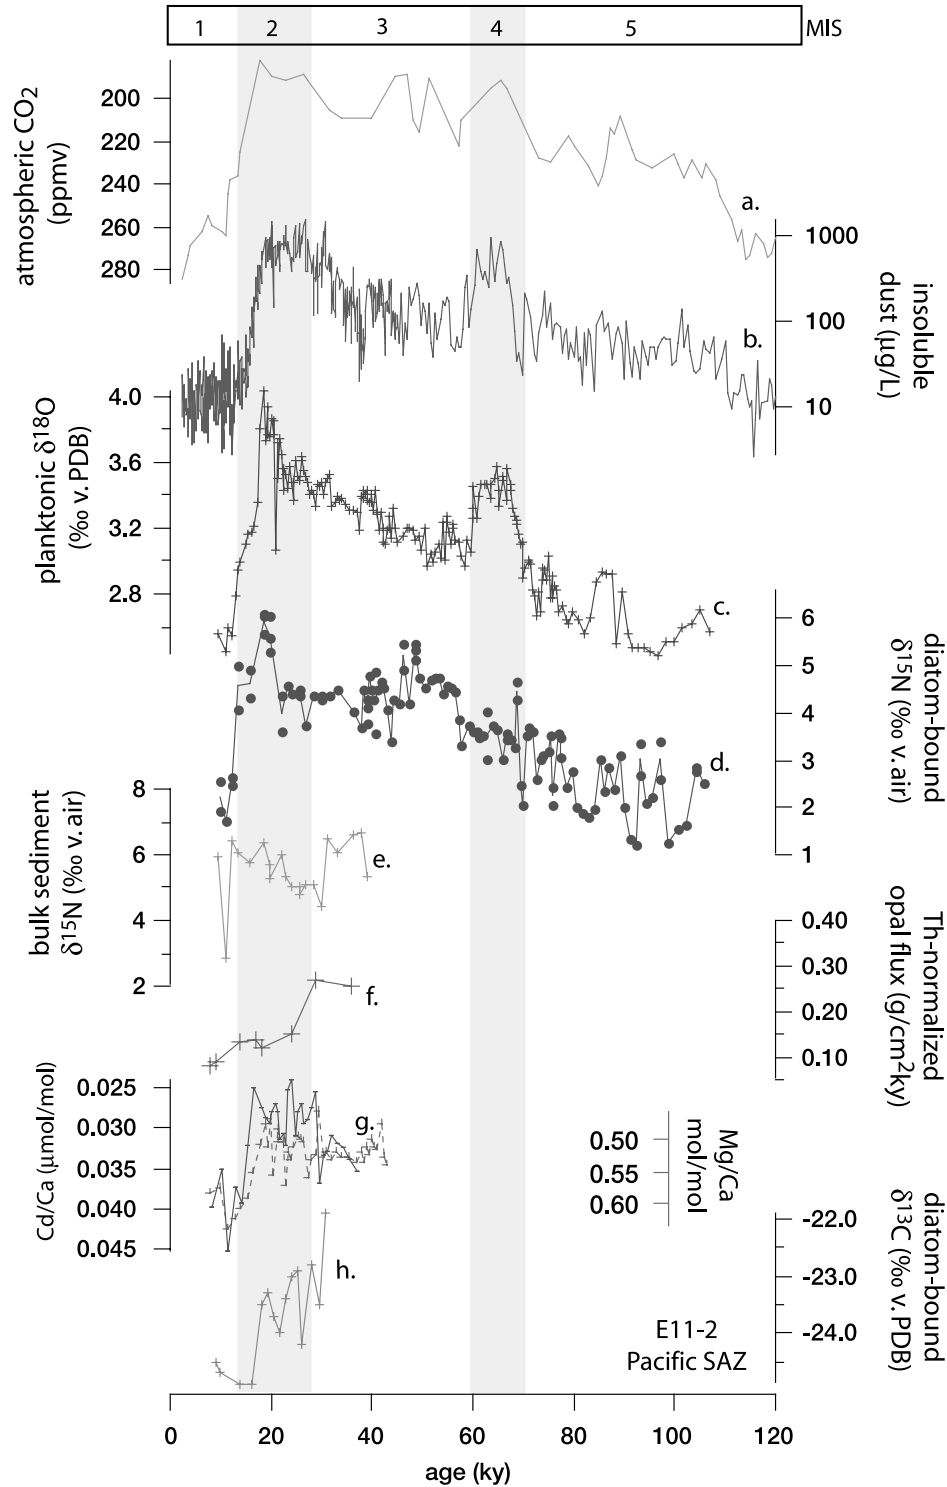 1 2 3 4 5 MIS
atmospheric CO2
(ppmv)
200
220
240
260
280
a.
1000
100
10
insoluble
dust (µg/L)
b.
planktonic δ18O
(‰ v. PDB)
4.0
3.6
3.2
2.8
c.
6
5
4
3
2
1
diatom-bound
δ15N (‰ v. air)
d.
bulk sediment
δ15N (‰ v. air)
8
6
4
2
e.
0.40
0.30
0.20
0.10
Th-normalized
opal flux (g/cm2ky)
f.
Cd/Ca (µmol/mol)
0.025
0.030
0.035
0.040
0.045
g.
0.50
0.55
0.60
Mg/Ca
mol/mol
-22.0
-23.0
-24.0
diatom-bound
δ13C (‰ v. PDB)
h.
E11-2
Pacific SAZ
0 20 40 60 80 100 120
age (ky)